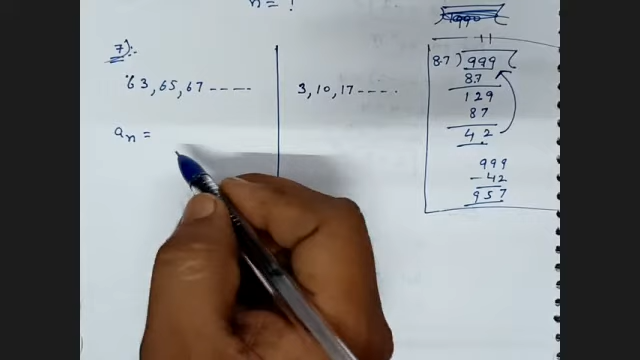 n = ?
7):-
63, 65, 67 ----
aₙ =
3, 10, 17 ----
11
87 ) 999 (
87
129
87
42
999
- 42
957